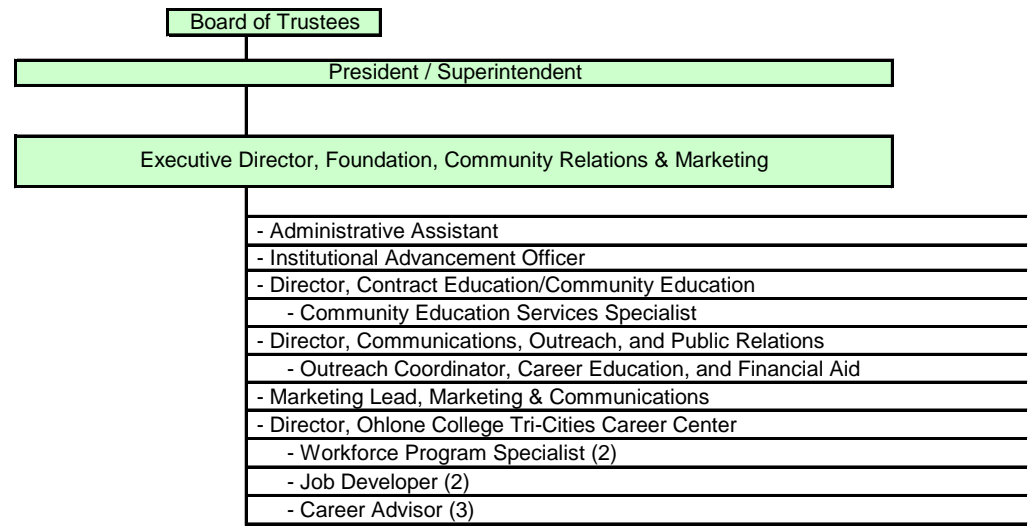 Board of Trustees
President / Superintendent
Executive Director, Foundation, Community Relations & Marketing
- Administrative Assistant
- Institutional Advancement Officer
- Director, Contract Education/Community Education
- Community Education Services Specialist
- Director, Communications, Outreach, and Public Relations
- Outreach Coordinator, Career Education, and Financial Aid
- Marketing Lead, Marketing & Communications
- Director, Ohlone College Tri-Cities Career Center
- Workforce Program Specialist (2)
- Job Developer (2)
- Career Advisor (3)